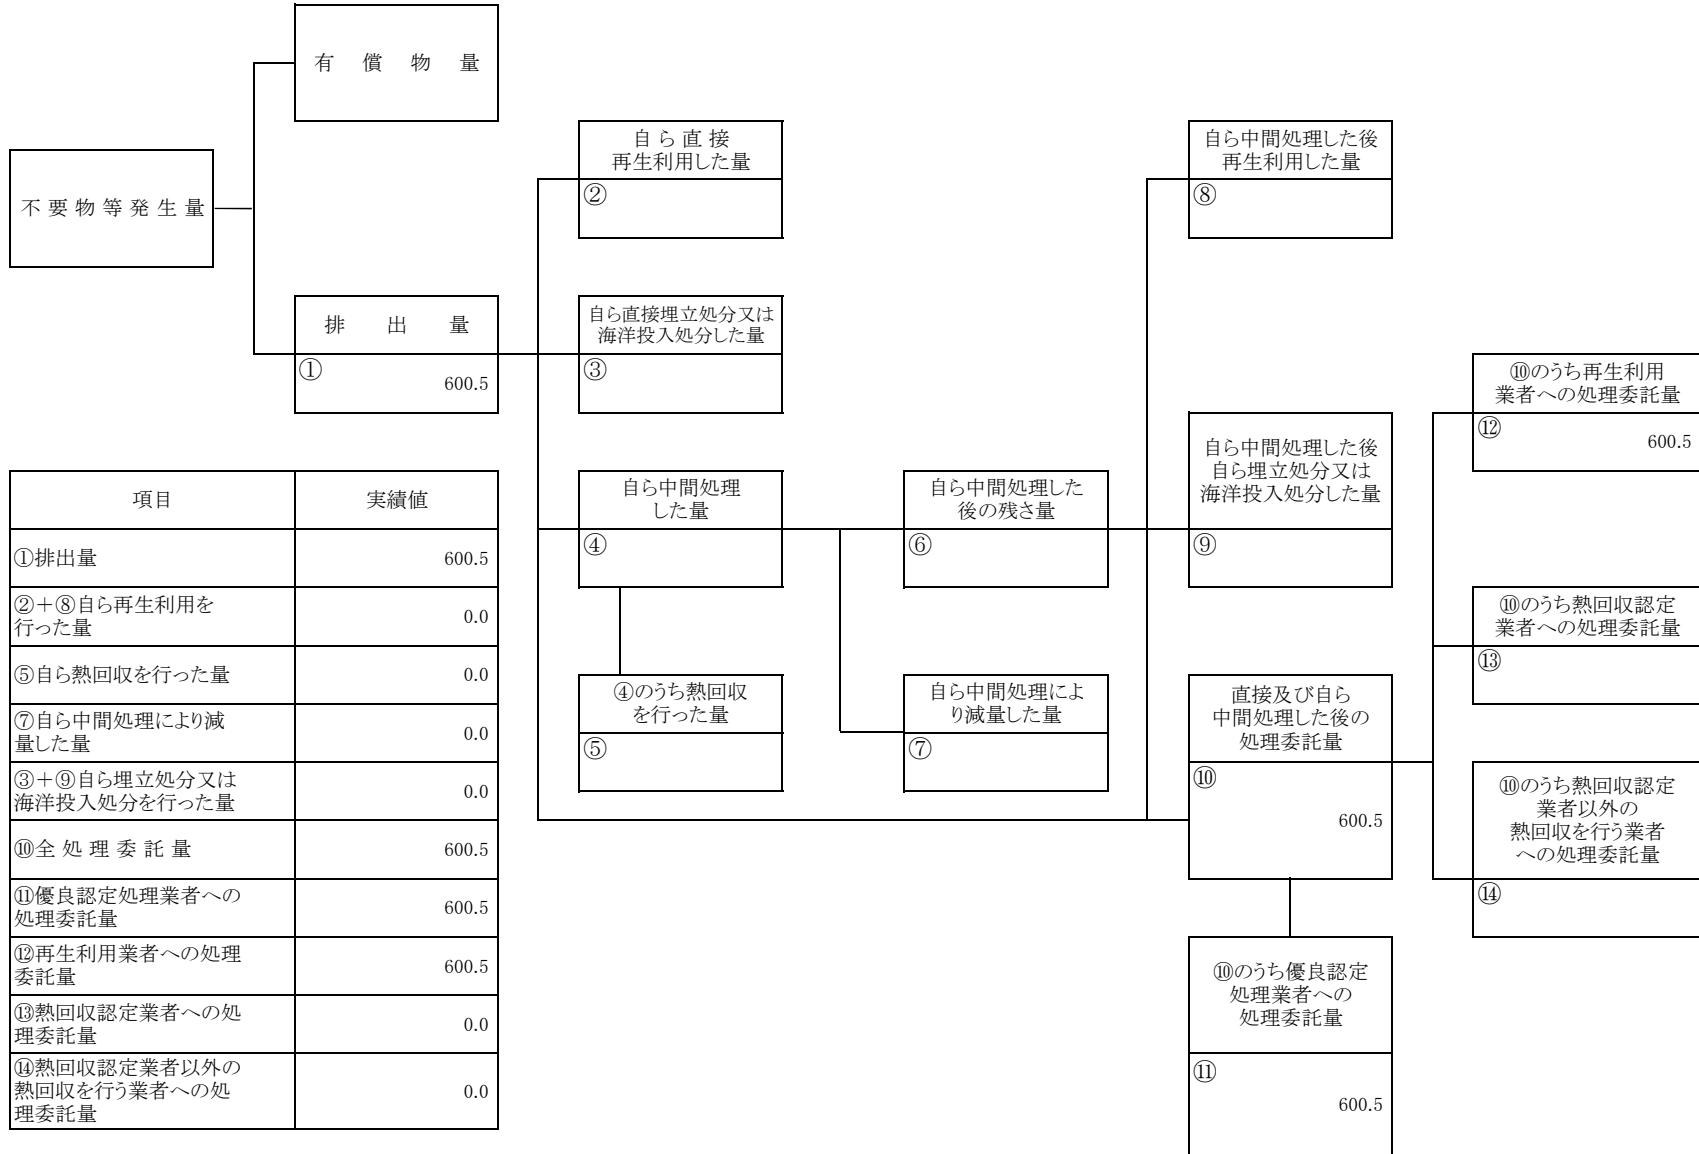 有償物量
不要物等発生量
排出量
①
600.5
自ら直接
再生利用した量
②
自ら直接埋立処分又は
海洋投入処分した量
③
自ら中間処理
した量
④
④のうち熱回収
を行った量
⑤
自ら中間処理した
後の残さ量
⑥
自ら中間処理によ
り減量した量
⑦
自ら中間処理した後
再生利用した量
⑧
自ら中間処理した後
自ら埋立処分又は
海洋投入処分した量
⑨
直接及び自ら
中間処理した後の
処理委託量
⑩
600.5
⑩のうち優良認定
処理業者への
処理委託量
⑪
600.5
⑩のうち再生利用
業者への処理委託量
⑫
600.5
⑩のうち熱回収認定
業者への処理委託量
⑬
⑩のうち熱回収認定
業者以外の
熱回収を行う業者
への処理委託量
⑭
項目 実績値
①排出量 600.5
②+⑧自ら再生利用を
行った量 0.0
⑤自ら熱回収を行った量 0.0
⑦自ら中間処理により減
量した量 0.0
③+⑨自ら埋立処分又は
海洋投入処分を行った量 0.0
⑩全処理委託量 600.5
⑪優良認定処理業者への
処理委託量 600.5
⑫再生利用業者への処理
委託量 600.5
⑬熱回収認定業者への処
理委託量 0.0
⑭熱回収認定業者以外の
熱回収を行う業者への処
理委託量 0.0